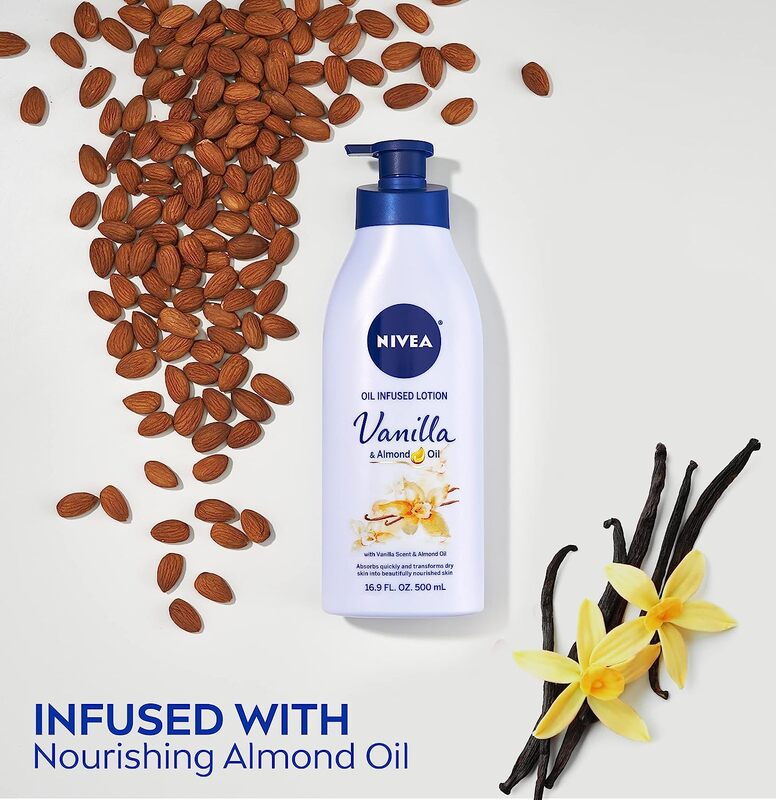 NIVEA®
OIL INFUSED LOTION
Vanilla
& Almond Oil
with Vanilla Scent & Almond Oil
Absorbs quickly and transforms dry
skin into beautifully nourished skin
16.9 FL. OZ. 500 mL
INFUSED WITH
Nourishing Almond Oil